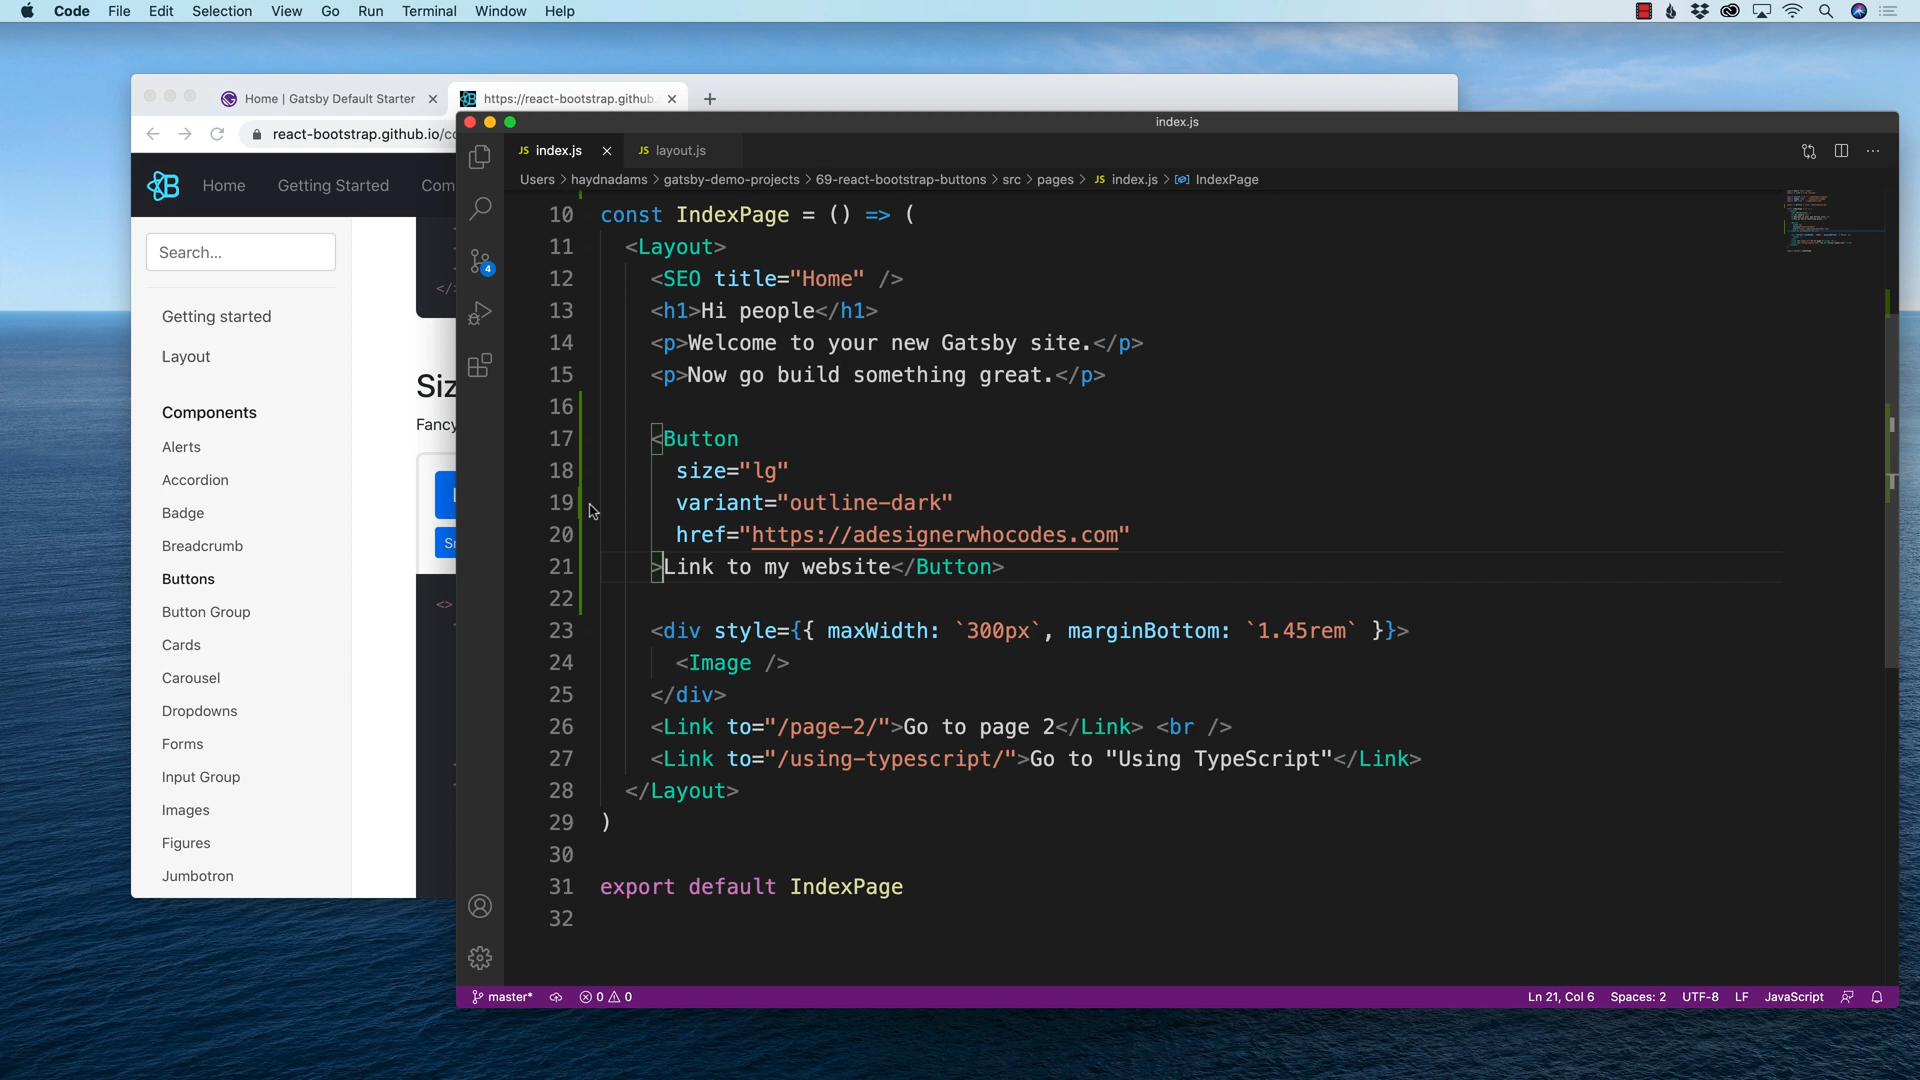 Code File Edit Selection View Go Run Terminal Window Help
Home | Gatsby Default Starter
https://react-bootstrap.github.
react-bootstrap.github.io/co
Home Getting Started Com
Search...
Getting started
Layout
Components
Alerts
Accordion
Badge
Breadcrumb
Buttons
Button Group
Cards
Carousel
Dropdowns
Forms
Input Group
Images
Figures
Jumbotron
</
Siz
Fancy
L
Sr
<>
index.js
JS index.js
JS layout.js
Users > haydnadams > gatsby-demo-projects > 69-react-bootstrap-buttons > src > pages > JS index.js > IndexPage
4
10 const IndexPage = () => (
11 <Layout>
12 <SEO title="Home" />
13 <h1>Hi people</h1>
14 <p>Welcome to your new Gatsby site.</p>
15 <p>Now go build something great.</p>
16
17 <Button
18 size="lg"
19 variant="outline-dark"
20 href="https://adesignerwhocodes.com"
21 >Link to my website</Button>
22
23 <div style={{ maxWidth: `300px`, marginBottom: `1.45rem` }}>
24 <Image />
25 </div>
26 <Link to="/page-2/">Go to page 2</Link> <br />
27 <Link to="/using-typescript/">Go to "Using TypeScript"</Link>
28 </Layout>
29 )
30
31 export default IndexPage
32
master* 0 0 Ln 21, Col 6 Spaces: 2 UTF-8 LF JavaScript